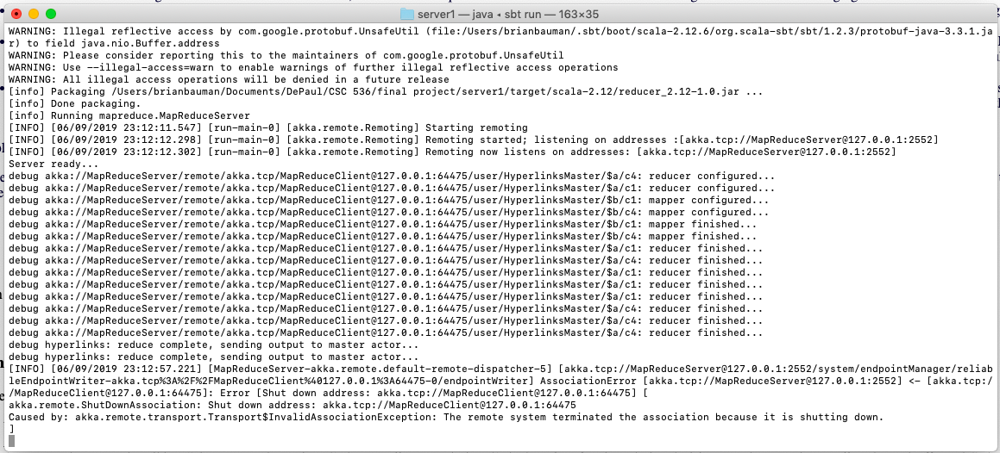 server1 — java ◂ sbt run — 163×35
WARNING: Illegal reflective access by com.google.protobuf.UnsafeUtil (file:/Users/brianbauman/.sbt/boot/scala-2.12.6/org.scala-sbt/sbt/1.2.3/protobuf-java-3.3.1.ja
r) to field java.nio.Buffer.address
WARNING: Please consider reporting this to the maintainers of com.google.protobuf.UnsafeUtil
WARNING: Use --illegal-access=warn to enable warnings of further illegal reflective access operations
WARNING: All illegal access operations will be denied in a future release
[info] Packaging /Users/brianbauman/Documents/DePaul/CSC 536/final project/server1/target/scala-2.12/reducer_2.12-1.0.jar ...
[info] Done packaging.
[info] Running mapreduce.MapReduceServer
[INFO] [06/09/2019 23:12:11.547] [run-main-0] [akka.remote.Remoting] Starting remoting
[INFO] [06/09/2019 23:12:12.298] [run-main-0] [akka.remote.Remoting] Remoting started; listening on addresses :[akka.tcp://MapReduceServer@127.0.0.1:2552]
[INFO] [06/09/2019 23:12:12.302] [run-main-0] [akka.remote.Remoting] Remoting now listens on addresses: [akka.tcp://MapReduceServer@127.0.0.1:2552]
Server ready...
debug akka://MapReduceServer/remote/akka.tcp/MapReduceClient@127.0.0.1:64475/user/HyperlinksMaster/$a/c4: reducer configured...
debug akka://MapReduceServer/remote/akka.tcp/MapReduceClient@127.0.0.1:64475/user/HyperlinksMaster/$a/c1: reducer configured...
debug akka://MapReduceServer/remote/akka.tcp/MapReduceClient@127.0.0.1:64475/user/HyperlinksMaster/$b/c1: mapper configured...
debug akka://MapReduceServer/remote/akka.tcp/MapReduceClient@127.0.0.1:64475/user/HyperlinksMaster/$b/c4: mapper configured...
debug akka://MapReduceServer/remote/akka.tcp/MapReduceClient@127.0.0.1:64475/user/HyperlinksMaster/$b/c1: mapper finished...
debug akka://MapReduceServer/remote/akka.tcp/MapReduceClient@127.0.0.1:64475/user/HyperlinksMaster/$b/c4: mapper finished...
debug akka://MapReduceServer/remote/akka.tcp/MapReduceClient@127.0.0.1:64475/user/HyperlinksMaster/$a/c1: reducer finished...
debug akka://MapReduceServer/remote/akka.tcp/MapReduceClient@127.0.0.1:64475/user/HyperlinksMaster/$a/c4: reducer finished...
debug akka://MapReduceServer/remote/akka.tcp/MapReduceClient@127.0.0.1:64475/user/HyperlinksMaster/$a/c1: reducer finished...
debug akka://MapReduceServer/remote/akka.tcp/MapReduceClient@127.0.0.1:64475/user/HyperlinksMaster/$a/c1: reducer finished...
debug akka://MapReduceServer/remote/akka.tcp/MapReduceClient@127.0.0.1:64475/user/HyperlinksMaster/$a/c1: reducer finished...
debug akka://MapReduceServer/remote/akka.tcp/MapReduceClient@127.0.0.1:64475/user/HyperlinksMaster/$a/c4: reducer finished...
debug akka://MapReduceServer/remote/akka.tcp/MapReduceClient@127.0.0.1:64475/user/HyperlinksMaster/$a/c4: reducer finished...
debug akka://MapReduceServer/remote/akka.tcp/MapReduceClient@127.0.0.1:64475/user/HyperlinksMaster/$a/c4: reducer finished...
debug hyperlinks: reduce complete, sending output to master actor...
debug hyperlinks: reduce complete, sending output to master actor...
[INFO] [06/09/2019 23:12:57.221] [MapReduceServer-akka.remote.default-remote-dispatcher-5] [akka.tcp://MapReduceServer@127.0.0.1:2552/system/endpointManager/reliab
leEndpointWriter-akka.tcp%3A%2F%2FMapReduceClient%40127.0.0.1%3A64475-0/endpointWriter] AssociationError [akka.tcp://MapReduceServer@127.0.0.1:2552] <- [akka.tcp:/
/MapReduceClient@127.0.0.1:64475]: Error [Shut down address: akka.tcp://MapReduceClient@127.0.0.1:64475] [
akka.remote.ShutDownAssociation: Shut down address: akka.tcp://MapReduceClient@127.0.0.1:64475
Caused by: akka.remote.transport.Transport$InvalidAssociationException: The remote system terminated the association because it is shutting down.
]